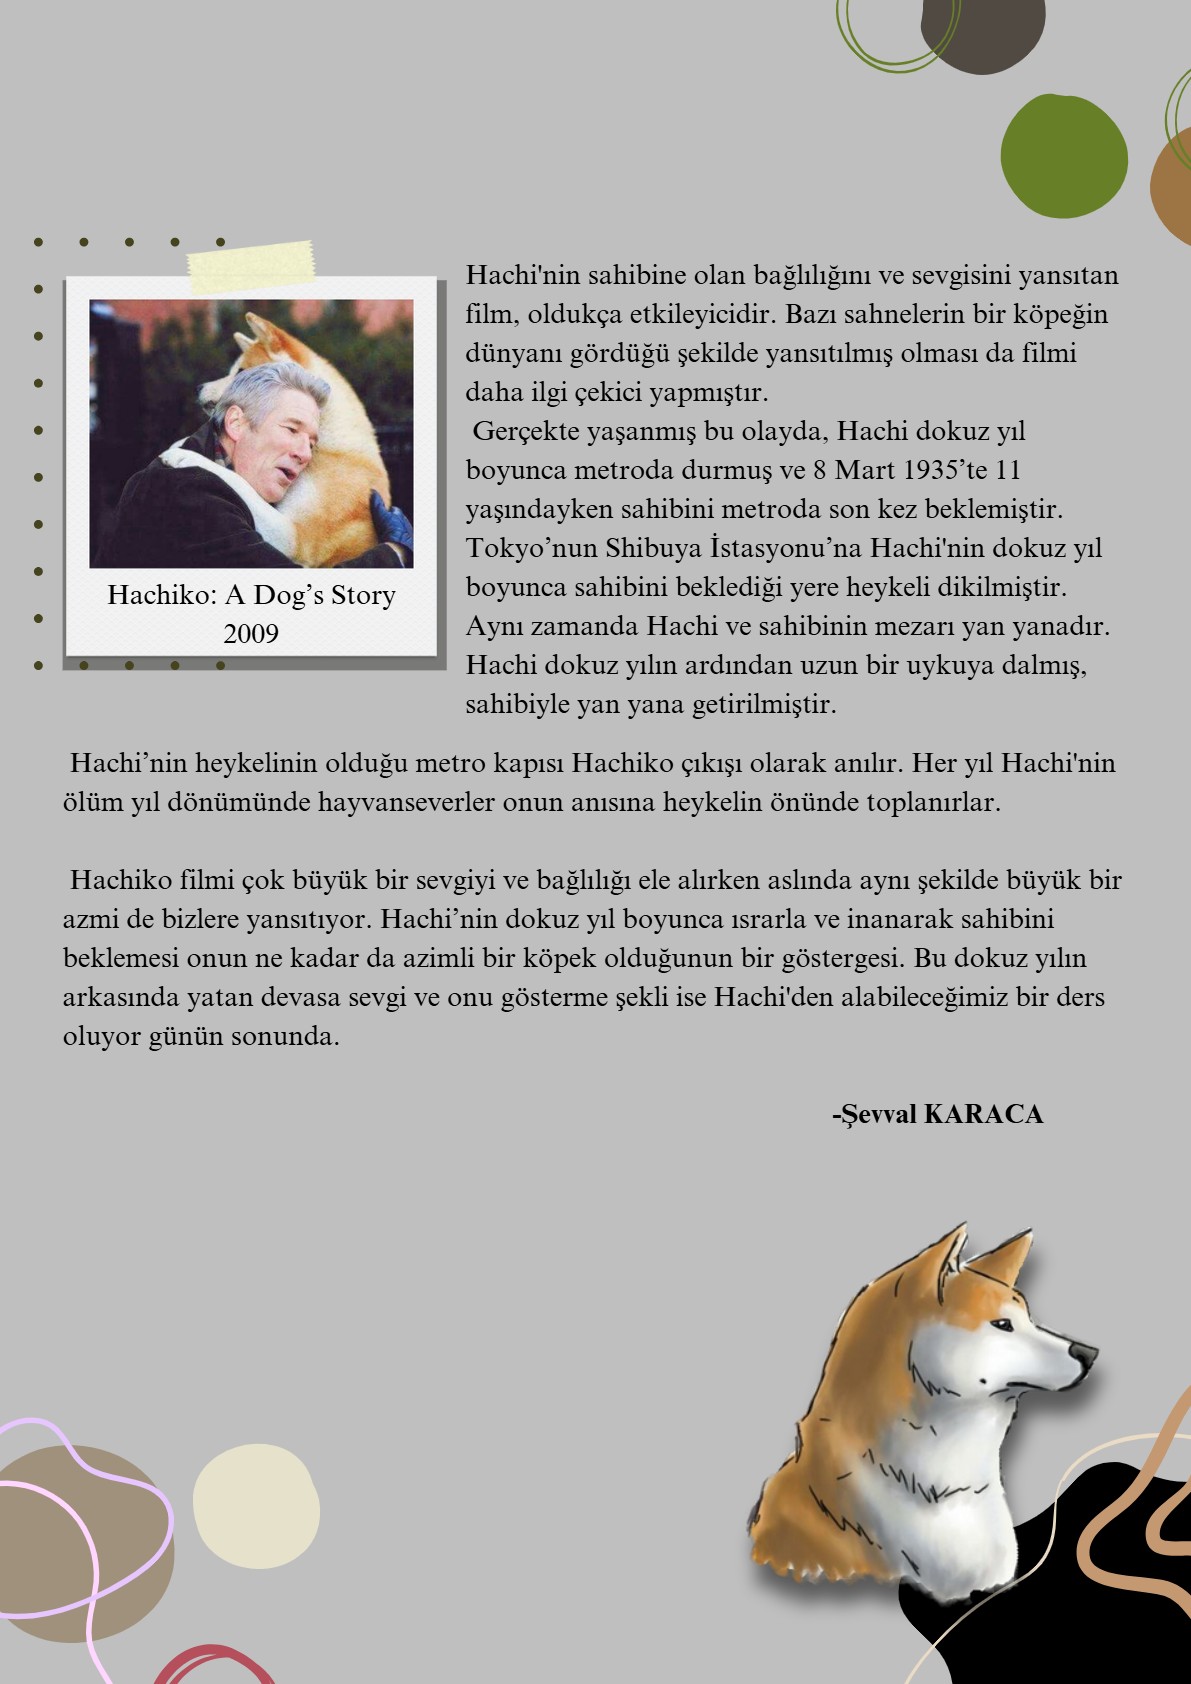 Hachi'nin sahibine olan bağlılığını ve sevgisini yansıtan
film, oldukça etkileyicidir. Bazı sahnelerin bir köpeğin
dünyanı gördüğü şekilde yansıtılmış olması da filmi
daha ilgi çekici yapmıştır.
Gerçekte yaşanmış bu olayda, Hachi dokuz yıl
boyunca metroda durmuş ve 8 Mart 1935’te 11
yaşındayken sahibini metroda son kez beklemiştir.
Tokyo’nun Shibuya İstasyonu’na Hachi'nin dokuz yıl
boyunca sahibini beklediği yere heykeli dikilmiştir.
Aynı zamanda Hachi ve sahibinin mezarı yan yanadır.
Hachi dokuz yılın ardından uzun bir uykuya dalmış,
sahibiyle yan yana getirilmiştir.
Hachiko: A Dog’s Story
2009
Hachi’nin heykelinin olduğu metro kapısı Hachiko çıkışı olarak anılır. Her yıl Hachi'nin
ölüm yıl dönümünde hayvanseverler onun anısına heykelin önünde toplanırlar.
Hachiko filmi çok büyük bir sevgiyi ve bağlılığı ele alırken aslında aynı şekilde büyük bir
azmi de bizlere yansıtıyor. Hachi’nin dokuz yıl boyunca ısrarla ve inanarak sahibini
beklemesi onun ne kadar da azimli bir köpek olduğunun bir göstergesi. Bu dokuz yılın
arkasında yatan devasa sevgi ve onu gösterme şekli ise Hachi'den alabileceğimiz bir ders
oluyor günün sonunda.
-Şevval KARACA